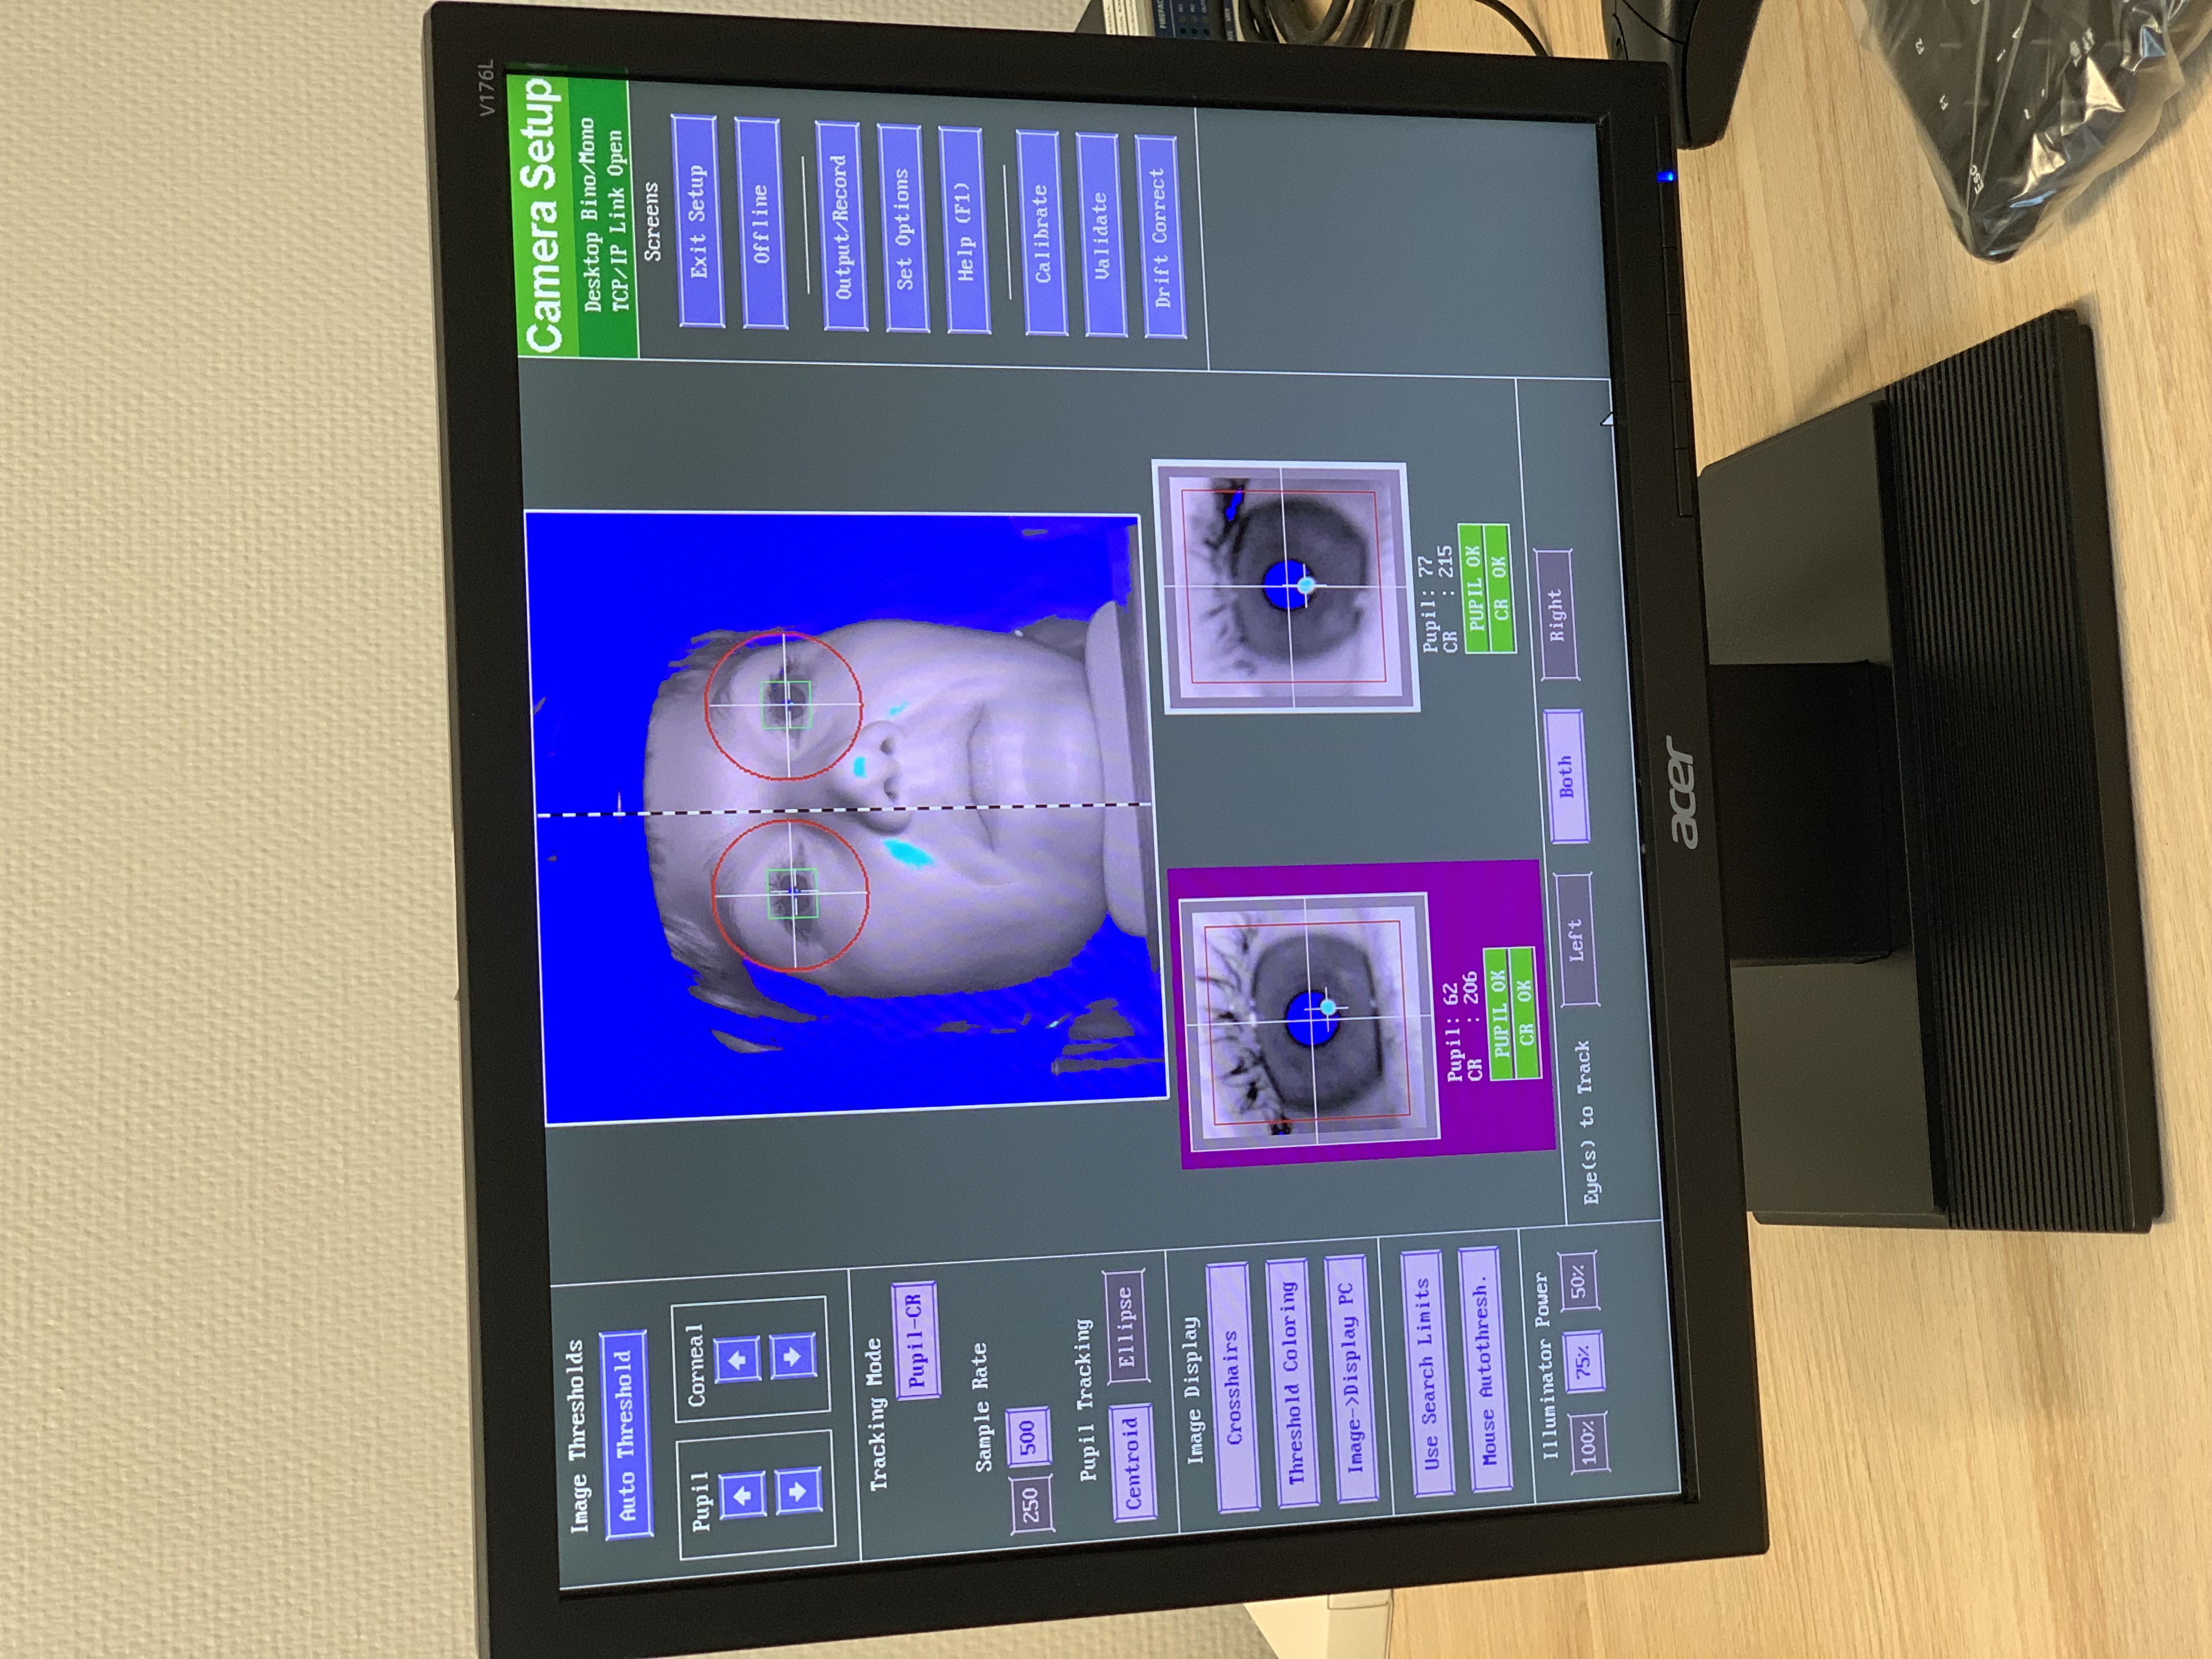 V176L
Image Thresholds
Auto Threshold
Pupil
Corneal
Tracking Mode
Pupil-CR
Sample Rate
250
500
Pupil Tracking
Centroid
Ellipse
Image Display
Crosshairs
Threshold Coloring
Image->Display PC
Use Search Limits
Mouse Autothresh.
Illuminator Power
100%
75%
50%
Pupil: 62
CR : 206
PUPIL OK
CR OK
Pupil: 77
CR : 215
PUPIL OK
CR OK
Eye(s) to Track
Left
Both
Right
Camera Setup
Desktop Bino/Mono
TCP/IP Link Open
Screens
Exit Setup
Offline
Output/Record
Set Options
Help (F1)
Calibrate
Validate
Drift Correct
acer
Esc
F1
F2